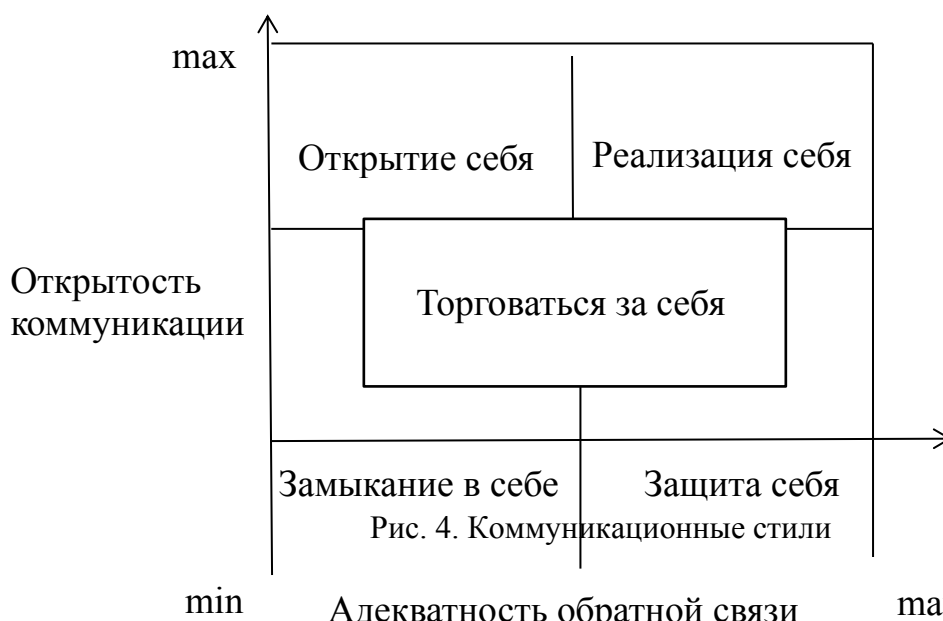 max
Открытие себя
Реализация себя
Открытость
коммуникации
Торговаться за себя
Замыкание в себе
Защита себя
Рис. 4. Коммуникационные стили
min
Адекватность обратной связи
ma